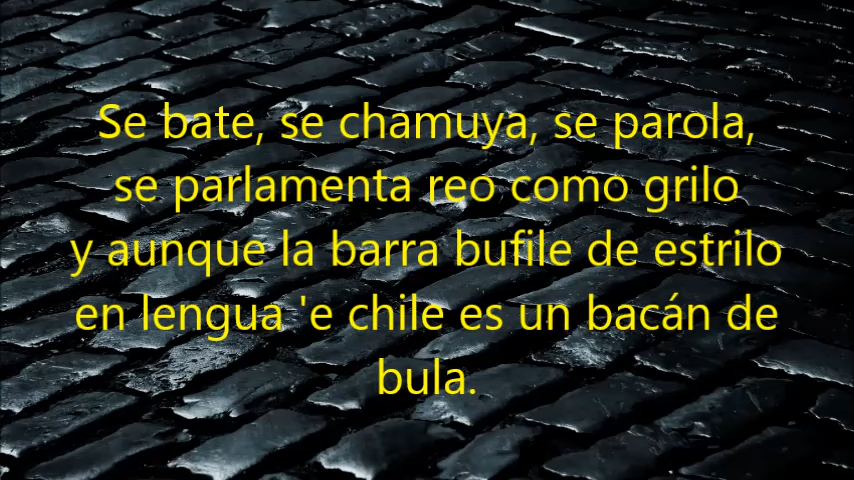 Se bate, se chamuya, se parola,
se parlamenta reo como grilo
y aunque la barra bufile de estrilo
en lengua 'e chile es un bacán de
bula.